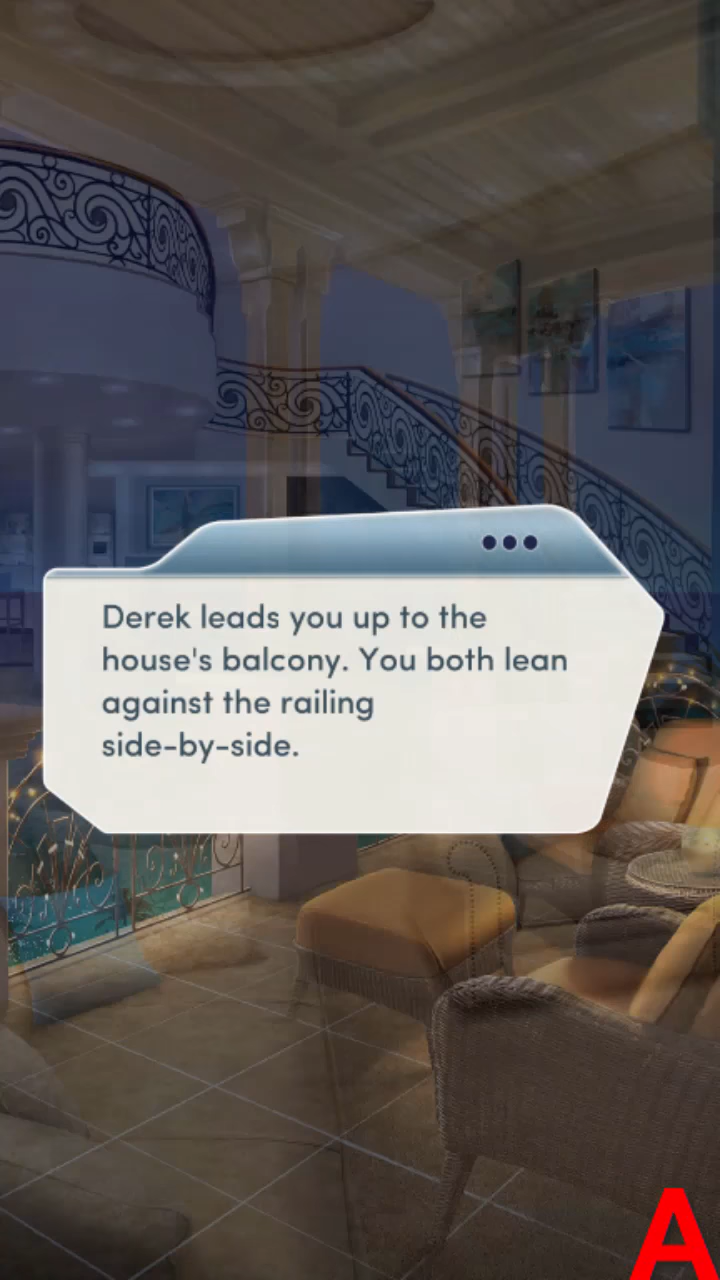 Derek leads you up to the
house's balcony. You both lean
against the railing
side-by-side.
A